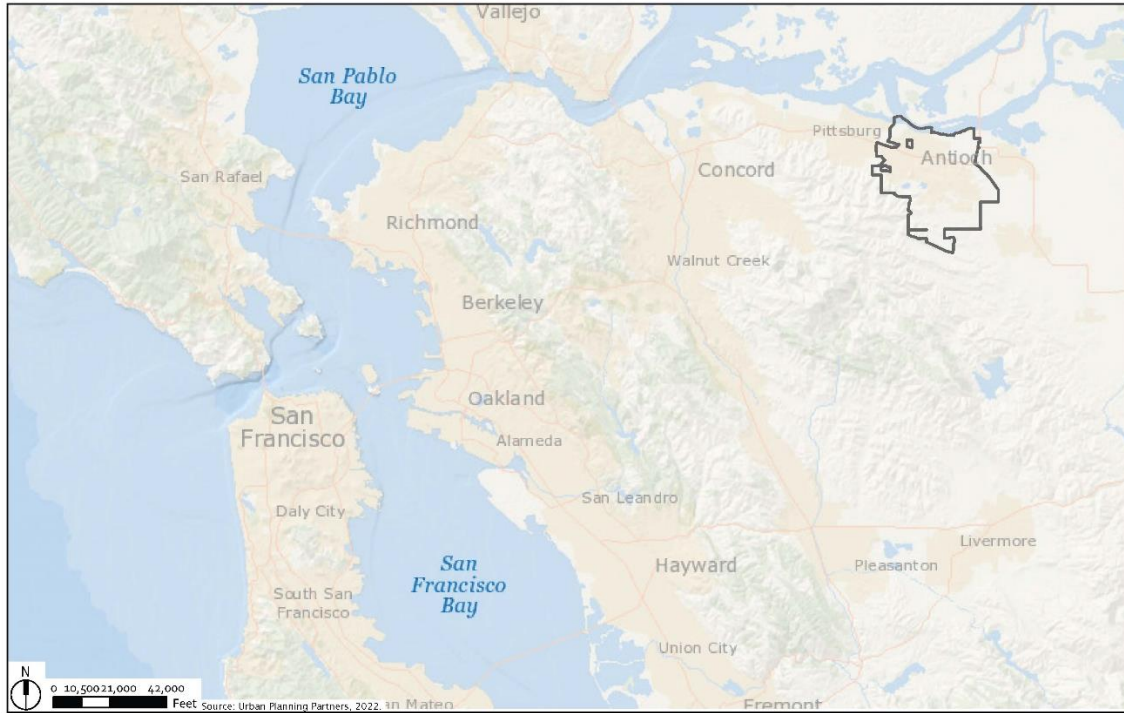 Vallejo
San Pablo
Bay
Pittsburg
Antioch
San Rafael
Concord
Richmond
Walnut Creek
Berkeley
Oakland
San
Francisco
Alameda
San Leandro
Daly City
Livermore
San
Francisco
Bay
Hayward
Pleasanton
South San
Francisco
Union City
N
0 10,500 21,000 42,000
Feet
Source: Urban Planning Partners, 2022.
an Mateo
Fremont